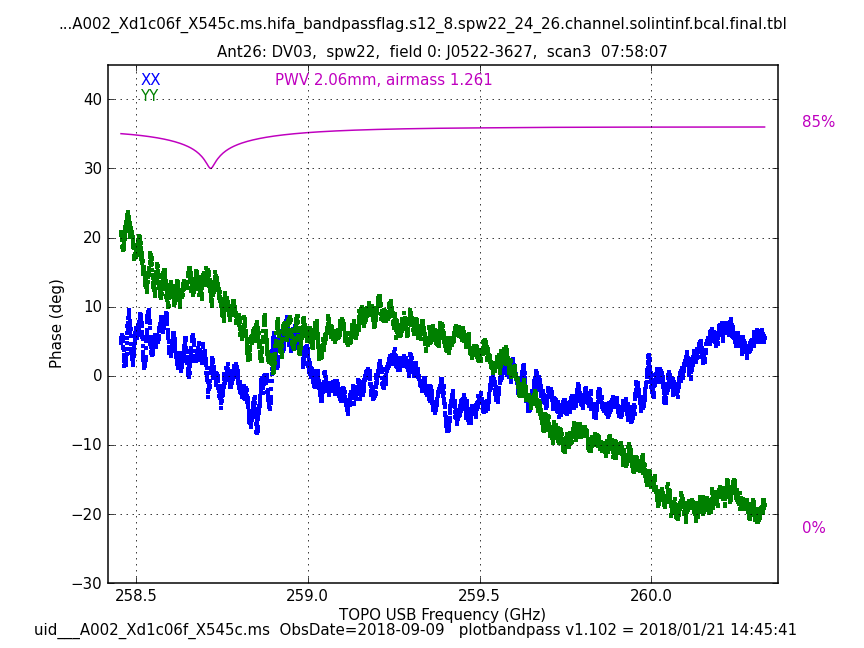 ...A002_Xd1c06f_X545c.ms.hifa_bandpassflag.s12_8.spw22_24_26.channel.solintinf.bcal.final.tbl
Ant26: DV03,  spw22,  field 0: J0522-3627,  scan3  07:58:07
XX
PWV 2.06mm, airmass 1.261
YY
40
85%
30
20
10
0
−10
−20
0%
−30
Phase (deg)
258.5 259.0 259.5 260.0
TOPO USB Frequency (GHz)
uid___A002_Xd1c06f_X545c.ms  ObsDate=2018-09-09   plotbandpass v1.102 = 2018/01/21 14:45:41